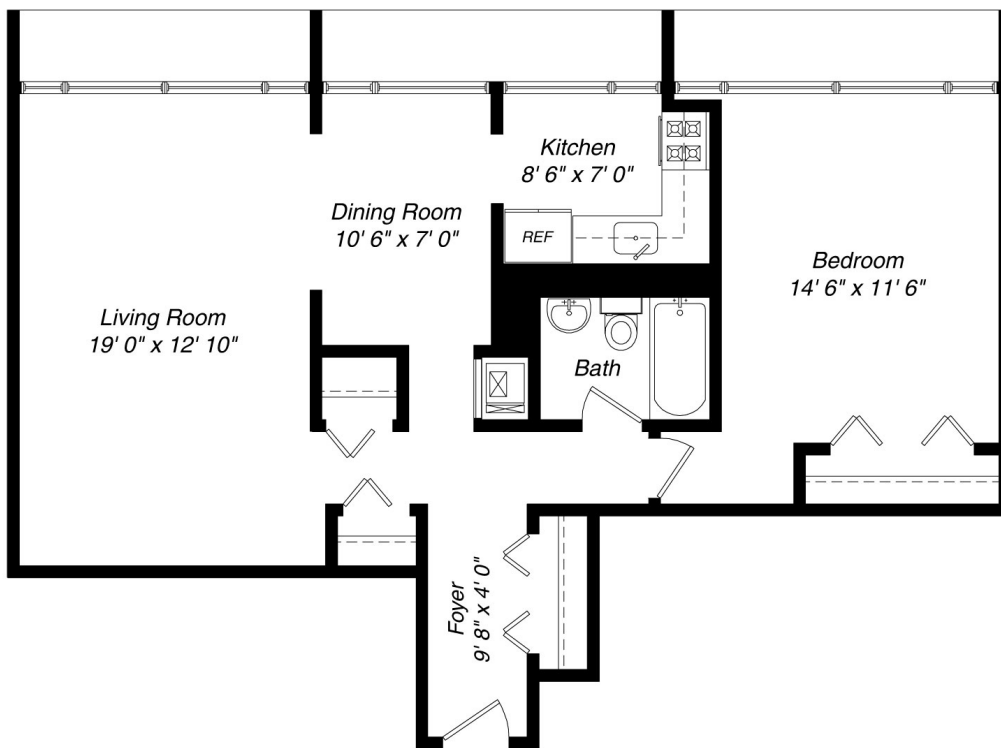 Kitchen
8' 6" x 7' 0"
Dining Room
10' 6" x 7' 0"
REF
Bedroom
14' 6" x 11' 6"
Living Room
19' 0" x 12' 10"
Bath
Foyer
9' 8" x 4' 0"